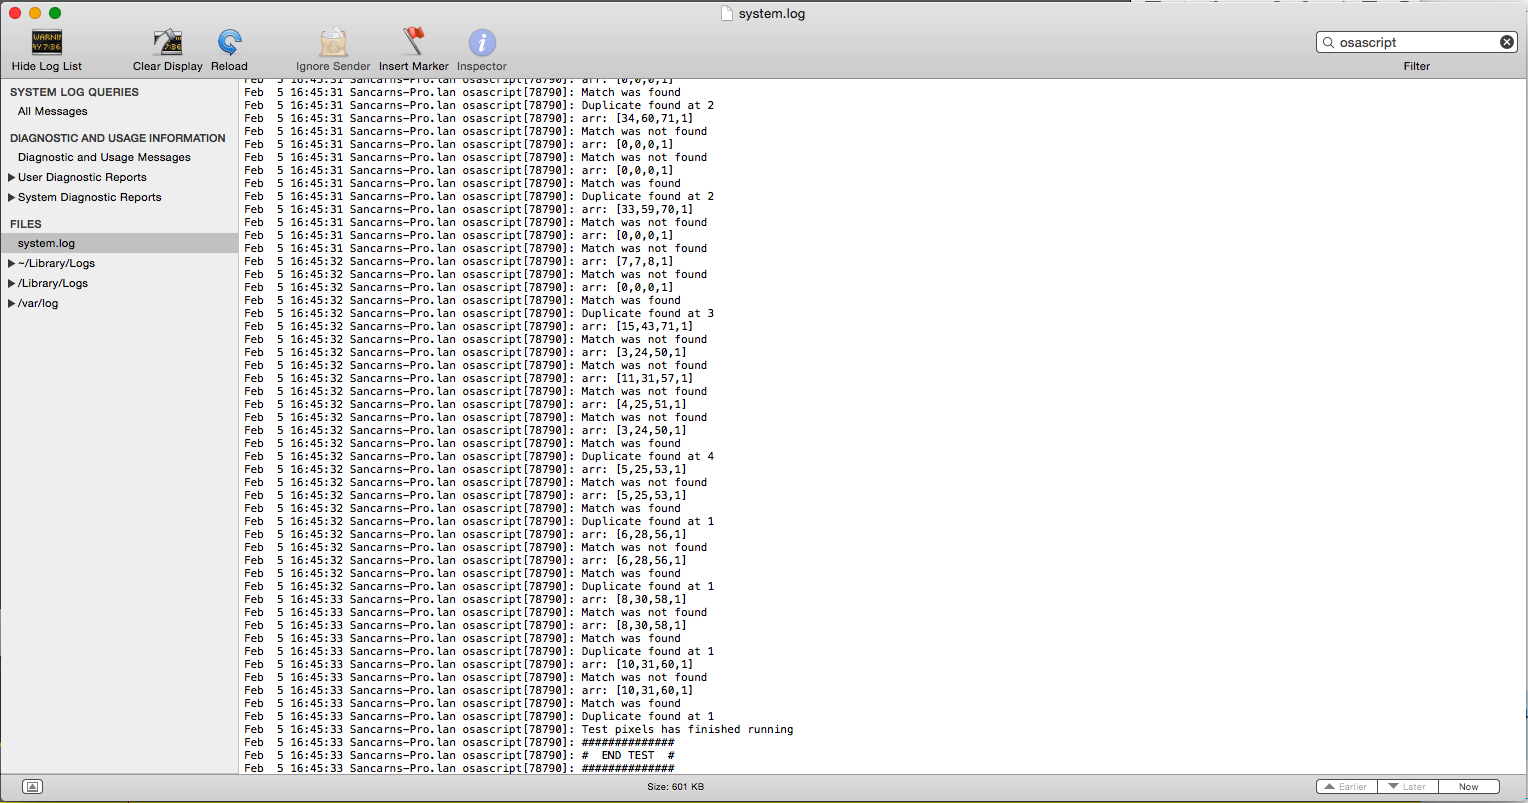 system.log
WARNIN
AY 7:36
7:36
Hide Log List
Clear Display
Reload
Ignore Sender
Insert Marker
Inspector
osascript
Filter
SYSTEM LOG QUERIES
All Messages
DIAGNOSTIC AND USAGE INFORMATION
Diagnostic and Usage Messages
User Diagnostic Reports
System Diagnostic Reports
FILES
system.log
~/Library/Logs
/Library/Logs
/var/log
Feb  5 16:45:31 Sancarns-Pro.lan osascript[78790]: arr: [0,0,0,1]
Feb  5 16:45:31 Sancarns-Pro.lan osascript[78790]: Match was found
Feb  5 16:45:31 Sancarns-Pro.lan osascript[78790]: Duplicate found at 2
Feb  5 16:45:31 Sancarns-Pro.lan osascript[78790]: arr: [34,60,71,1]
Feb  5 16:45:31 Sancarns-Pro.lan osascript[78790]: Match was not found
Feb  5 16:45:31 Sancarns-Pro.lan osascript[78790]: arr: [0,0,0,1]
Feb  5 16:45:31 Sancarns-Pro.lan osascript[78790]: Match was not found
Feb  5 16:45:31 Sancarns-Pro.lan osascript[78790]: arr: [0,0,0,1]
Feb  5 16:45:31 Sancarns-Pro.lan osascript[78790]: Match was found
Feb  5 16:45:31 Sancarns-Pro.lan osascript[78790]: Duplicate found at 2
Feb  5 16:45:31 Sancarns-Pro.lan osascript[78790]: arr: [33,59,70,1]
Feb  5 16:45:31 Sancarns-Pro.lan osascript[78790]: Match was not found
Feb  5 16:45:31 Sancarns-Pro.lan osascript[78790]: arr: [0,0,0,1]
Feb  5 16:45:31 Sancarns-Pro.lan osascript[78790]: Match was not found
Feb  5 16:45:32 Sancarns-Pro.lan osascript[78790]: arr: [7,7,8,1]
Feb  5 16:45:32 Sancarns-Pro.lan osascript[78790]: Match was not found
Feb  5 16:45:32 Sancarns-Pro.lan osascript[78790]: arr: [0,0,0,1]
Feb  5 16:45:32 Sancarns-Pro.lan osascript[78790]: Match was found
Feb  5 16:45:32 Sancarns-Pro.lan osascript[78790]: Duplicate found at 3
Feb  5 16:45:32 Sancarns-Pro.lan osascript[78790]: arr: [15,43,71,1]
Feb  5 16:45:32 Sancarns-Pro.lan osascript[78790]: Match was not found
Feb  5 16:45:32 Sancarns-Pro.lan osascript[78790]: arr: [3,24,50,1]
Feb  5 16:45:32 Sancarns-Pro.lan osascript[78790]: Match was not found
Feb  5 16:45:32 Sancarns-Pro.lan osascript[78790]: arr: [11,31,57,1]
Feb  5 16:45:32 Sancarns-Pro.lan osascript[78790]: Match was not found
Feb  5 16:45:32 Sancarns-Pro.lan osascript[78790]: arr: [4,25,51,1]
Feb  5 16:45:32 Sancarns-Pro.lan osascript[78790]: Match was not found
Feb  5 16:45:32 Sancarns-Pro.lan osascript[78790]: arr: [3,24,50,1]
Feb  5 16:45:32 Sancarns-Pro.lan osascript[78790]: Match was found
Feb  5 16:45:32 Sancarns-Pro.lan osascript[78790]: Duplicate found at 4
Feb  5 16:45:32 Sancarns-Pro.lan osascript[78790]: arr: [5,25,53,1]
Feb  5 16:45:32 Sancarns-Pro.lan osascript[78790]: Match was not found
Feb  5 16:45:32 Sancarns-Pro.lan osascript[78790]: arr: [5,25,53,1]
Feb  5 16:45:32 Sancarns-Pro.lan osascript[78790]: Match was found
Feb  5 16:45:32 Sancarns-Pro.lan osascript[78790]: Duplicate found at 1
Feb  5 16:45:32 Sancarns-Pro.lan osascript[78790]: arr: [6,28,56,1]
Feb  5 16:45:32 Sancarns-Pro.lan osascript[78790]: Match was not found
Feb  5 16:45:32 Sancarns-Pro.lan osascript[78790]: arr: [6,28,56,1]
Feb  5 16:45:32 Sancarns-Pro.lan osascript[78790]: Match was found
Feb  5 16:45:32 Sancarns-Pro.lan osascript[78790]: Duplicate found at 1
Feb  5 16:45:33 Sancarns-Pro.lan osascript[78790]: arr: [8,30,58,1]
Feb  5 16:45:33 Sancarns-Pro.lan osascript[78790]: Match was not found
Feb  5 16:45:33 Sancarns-Pro.lan osascript[78790]: arr: [8,30,58,1]
Feb  5 16:45:33 Sancarns-Pro.lan osascript[78790]: Match was found
Feb  5 16:45:33 Sancarns-Pro.lan osascript[78790]: Duplicate found at 1
Feb  5 16:45:33 Sancarns-Pro.lan osascript[78790]: arr: [10,31,60,1]
Feb  5 16:45:33 Sancarns-Pro.lan osascript[78790]: Match was not found
Feb  5 16:45:33 Sancarns-Pro.lan osascript[78790]: arr: [10,31,60,1]
Feb  5 16:45:33 Sancarns-Pro.lan osascript[78790]: Match was found
Feb  5 16:45:33 Sancarns-Pro.lan osascript[78790]: Duplicate found at 1
Feb  5 16:45:33 Sancarns-Pro.lan osascript[78790]: Test pixels has finished running
Feb  5 16:45:33 Sancarns-Pro.lan osascript[78790]: ##############
Feb  5 16:45:33 Sancarns-Pro.lan osascript[78790]: #  END TEST  #
Feb  5 16:45:33 Sancarns-Pro.lan osascript[78790]: ##############
Size: 601 KB
Earlier
Later
Now